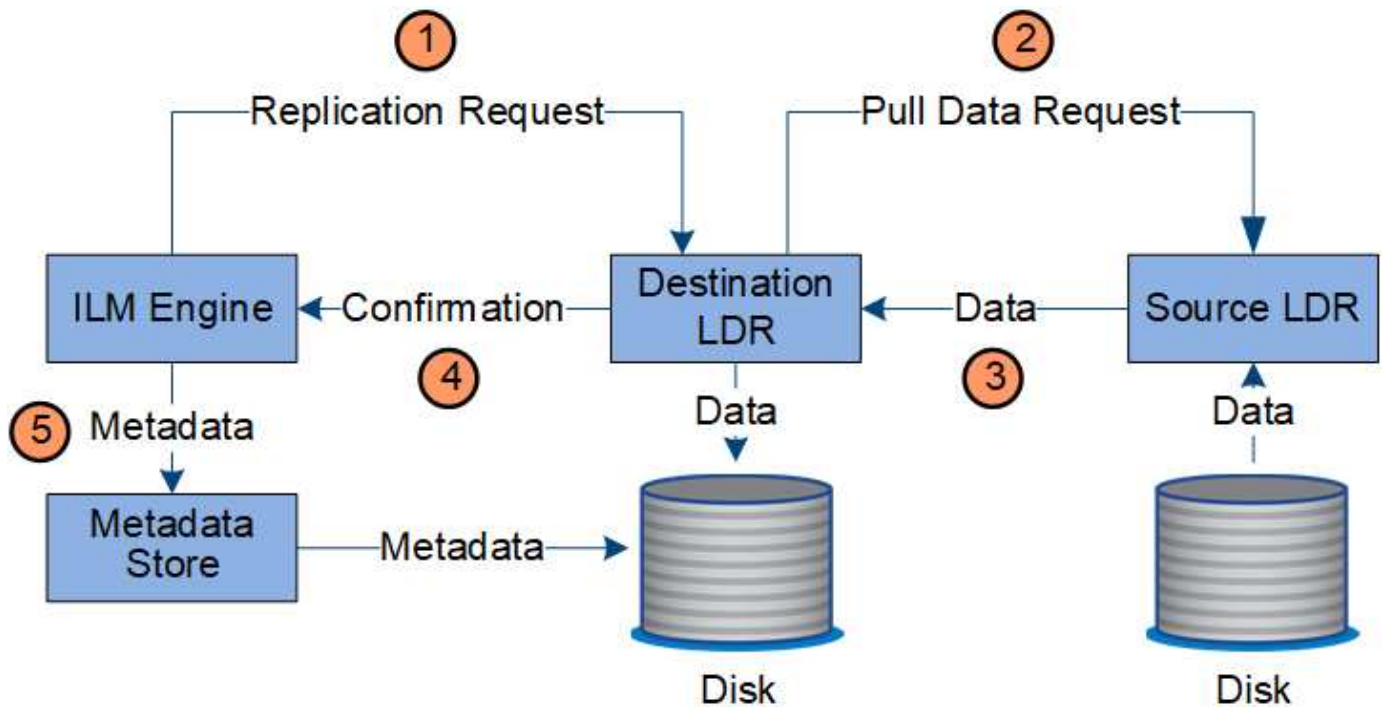 1
2
Replication Request
Pull Data Request
ILM Engine
Confirmation
Destination
LDR
Data
Source LDR
4
3
5
Metadata
Data
Data
Metadata
Store
Metadata
Disk
Disk